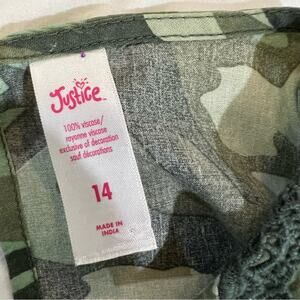 Justice
100% viscose/
rayonne viscose
exclusive of decoration
sauf décorations
14
MADE IN
INDIA